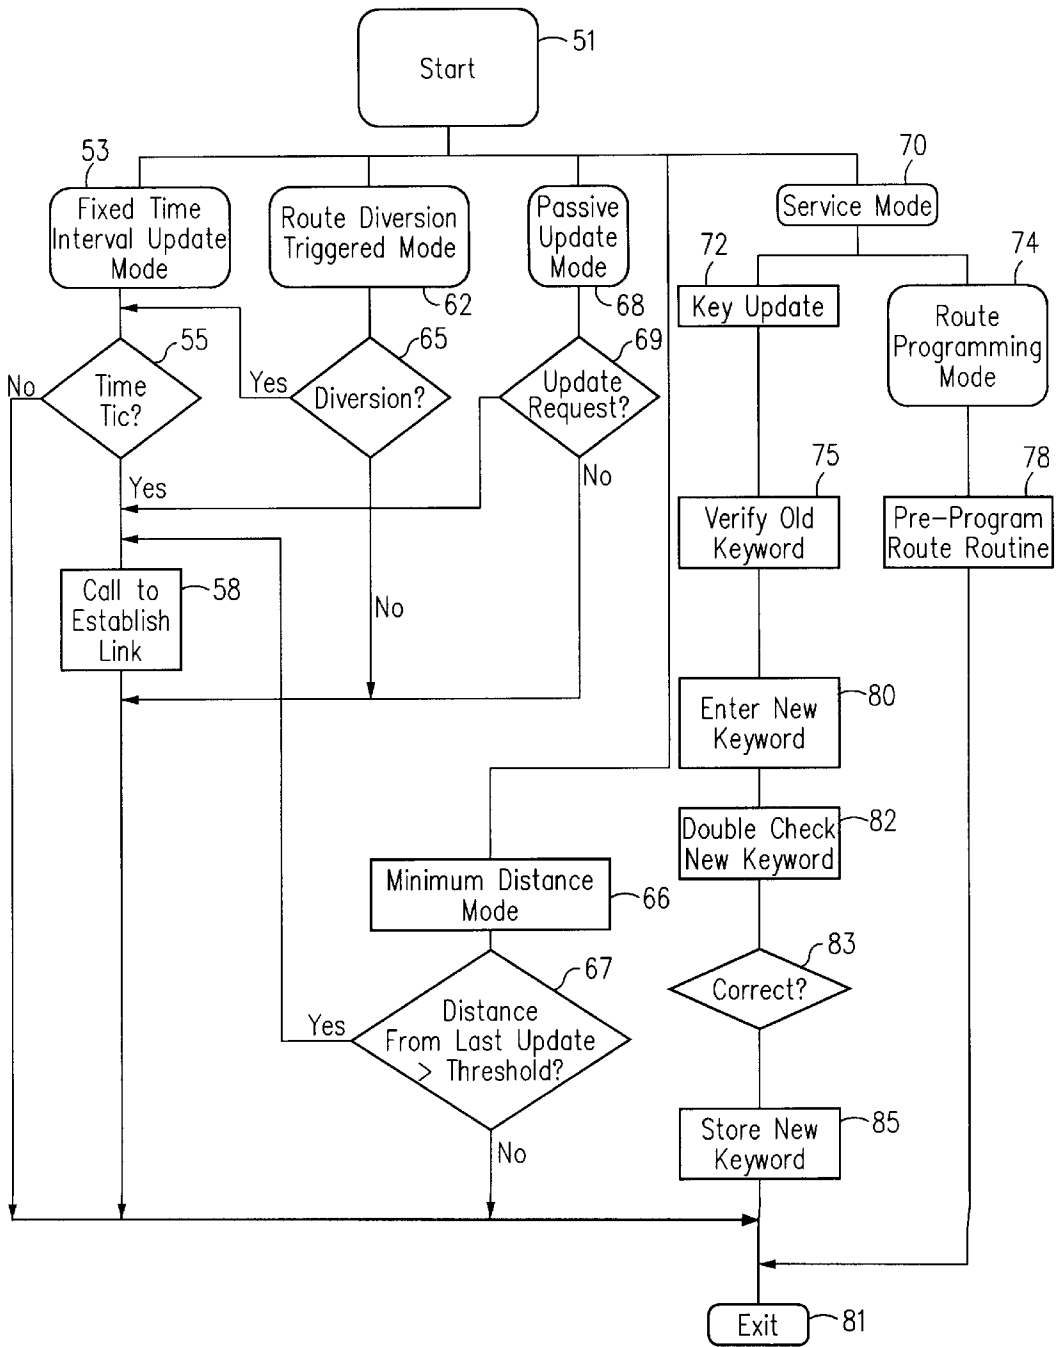 Start
51
53
Fixed Time
Interval Update
Mode
Route Diversion
Triggered Mode
62
Passive
Update
Mode
68
70
Service Mode
72
Key Update
74
Route
Programming
Mode
55
Time
Tic?
No
Yes
65
Diversion?
Yes
No
69
Update
Request?
No
75
Verify Old
Keyword
78
Pre-Program
Route Routine
58
Call to
Establish
Link
80
Enter New
Keyword
82
Double Check
New Keyword
Minimum Distance
Mode
66
67
Distance
From Last Update
> Threshold?
Yes
No
83
Correct?
85
Store New
Keyword
Exit
81